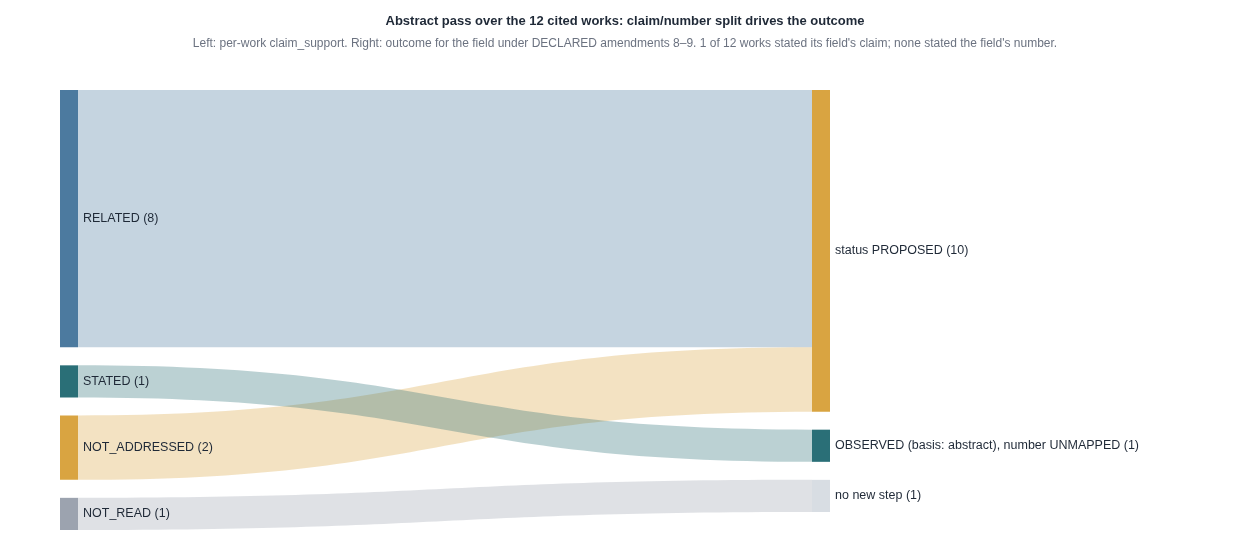 Abstract pass over the 12 cited works: claim/number split drives the outcome
Left: per-work claim_support. Right: outcome for the field under DECLARED amendments 8–9. 1 of 12 works stated its field's claim; none stated the field's number.
RELATED (8)
status PROPOSED (10)
STATED (1)
NOT_ADDRESSED (2)
OBSERVED (basis: abstract), number UNMAPPED (1)
no new step (1)
NOT_READ (1)